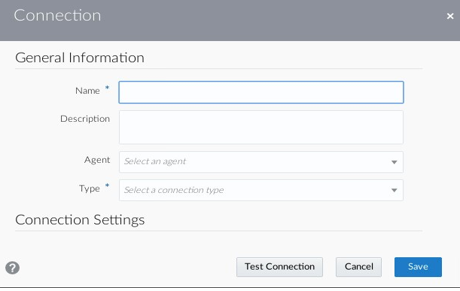 Connection
×
General Information
Name *
Description
Agent Select an agent
Type * Select a connection type
Connection Settings
? Test Connection Cancel Save